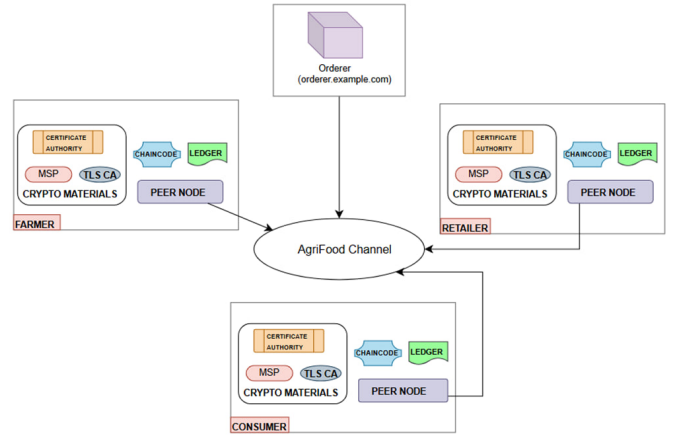 Orderer
(orderer.example.com)
CERTIFICATE
AUTHORITY
MSP
TLS CA
CRYPTO MATERIALS
CHAINCODE
LEDGER
PEER NODE
FARMER
CERTIFICATE
AUTHORITY
MSP
TLS CA
CRYPTO MATERIALS
CHAINCODE
LEDGER
PEER NODE
RETAILER
AgriFood Channel
CERTIFICATE
AUTHORITY
MSP
TLS CA
CRYPTO MATERIALS
CHAINCODE
LEDGER
PEER NODE
CONSUMER